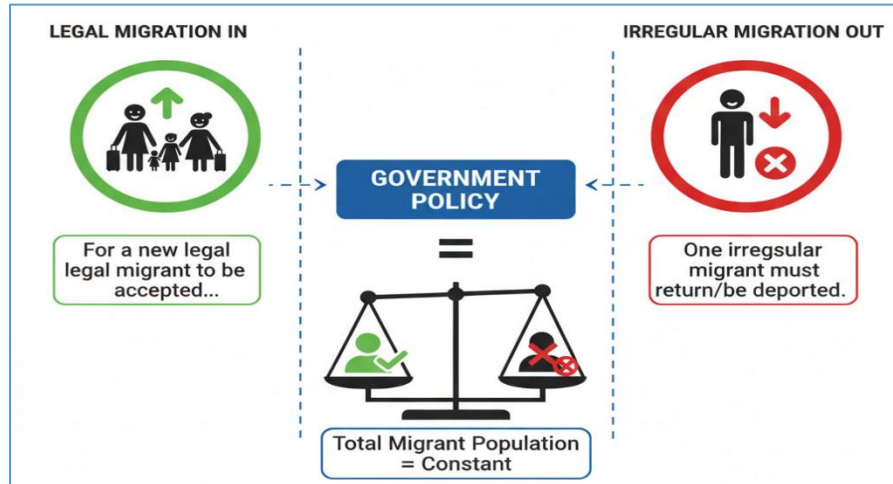 LEGAL MIGRATION IN
For a new legal
legal migrant to be
accepted...
GOVERNMENT
POLICY
=
Total Migrant Population
= Constant
IRREGULAR MIGRATION OUT
One irregsular
migrant must
return/be deported.